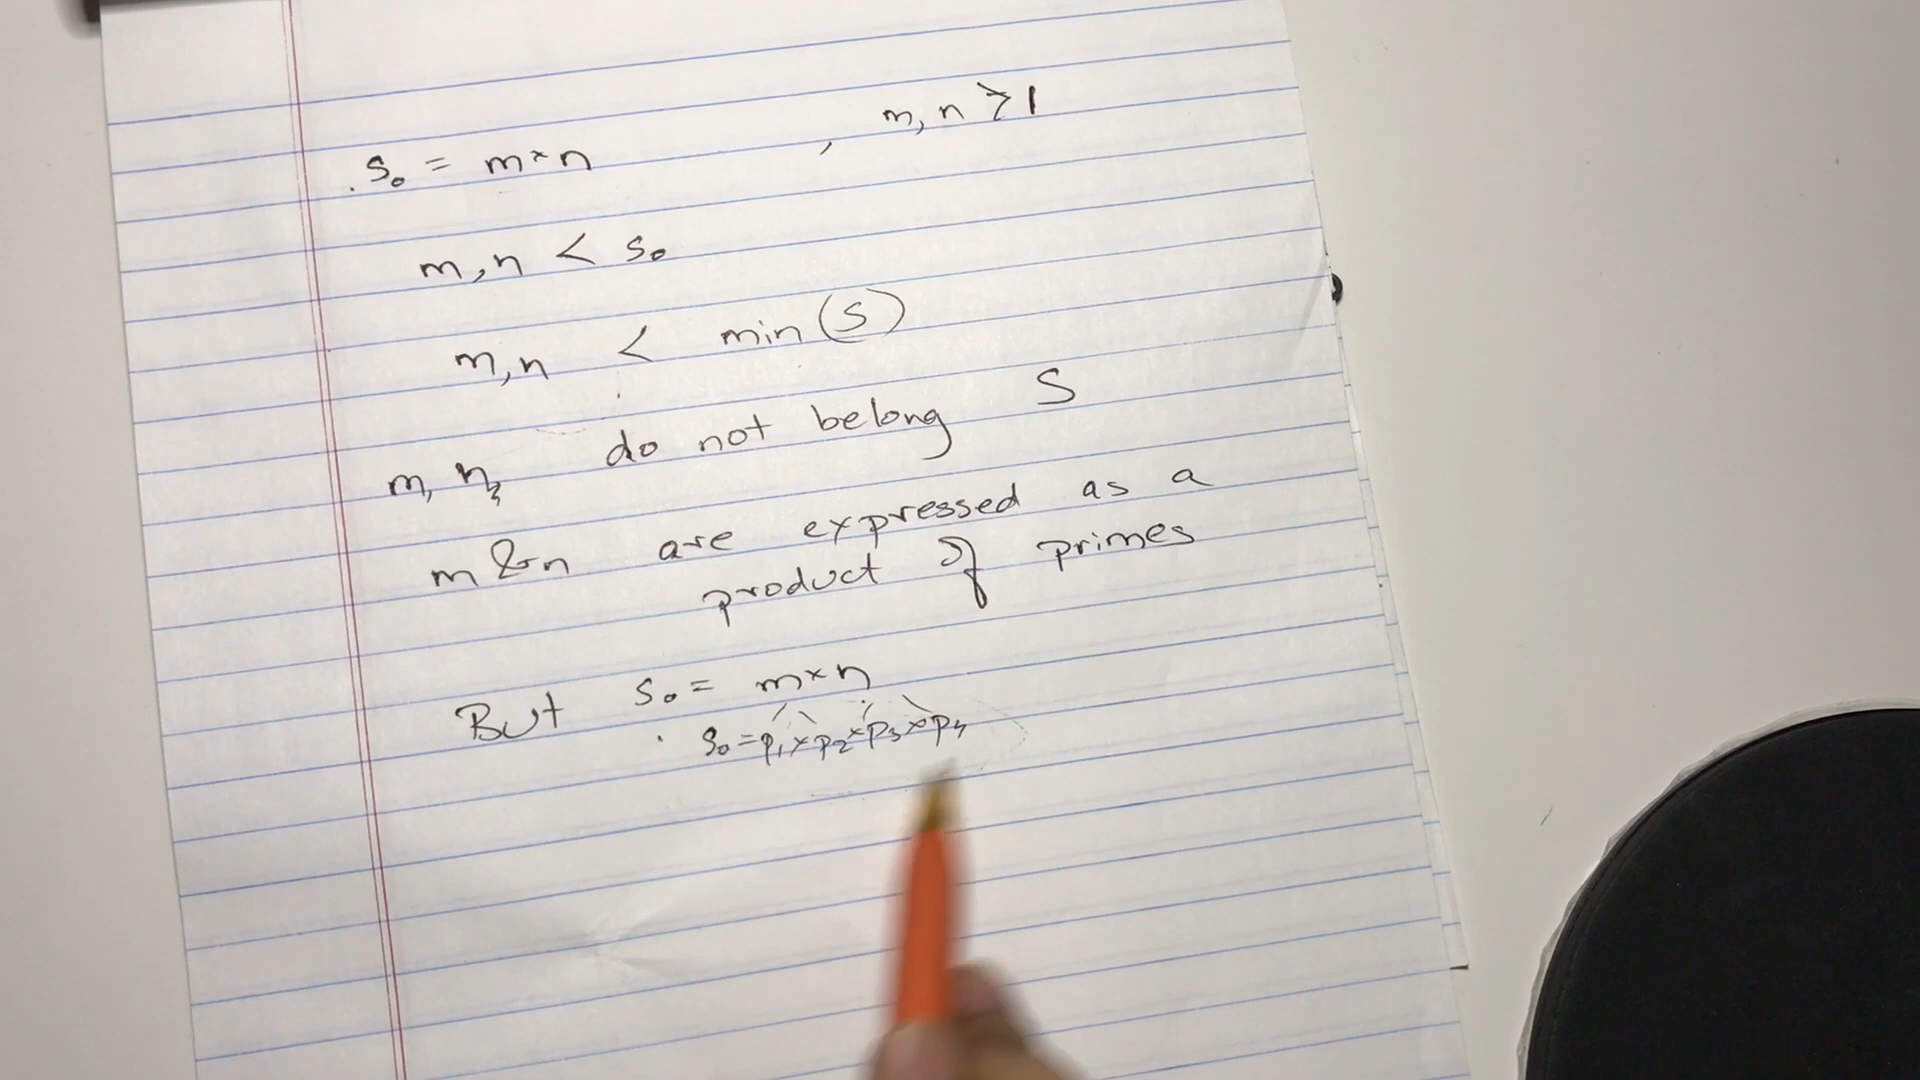 s₀ = m×n , m, n > 1
m,n < s₀
m,n < min(S)
m, n, do not belong S
m & n are expressed as a
product of primes
But s₀ = m×n
s₀=p₁×p₂×p₃×p₄